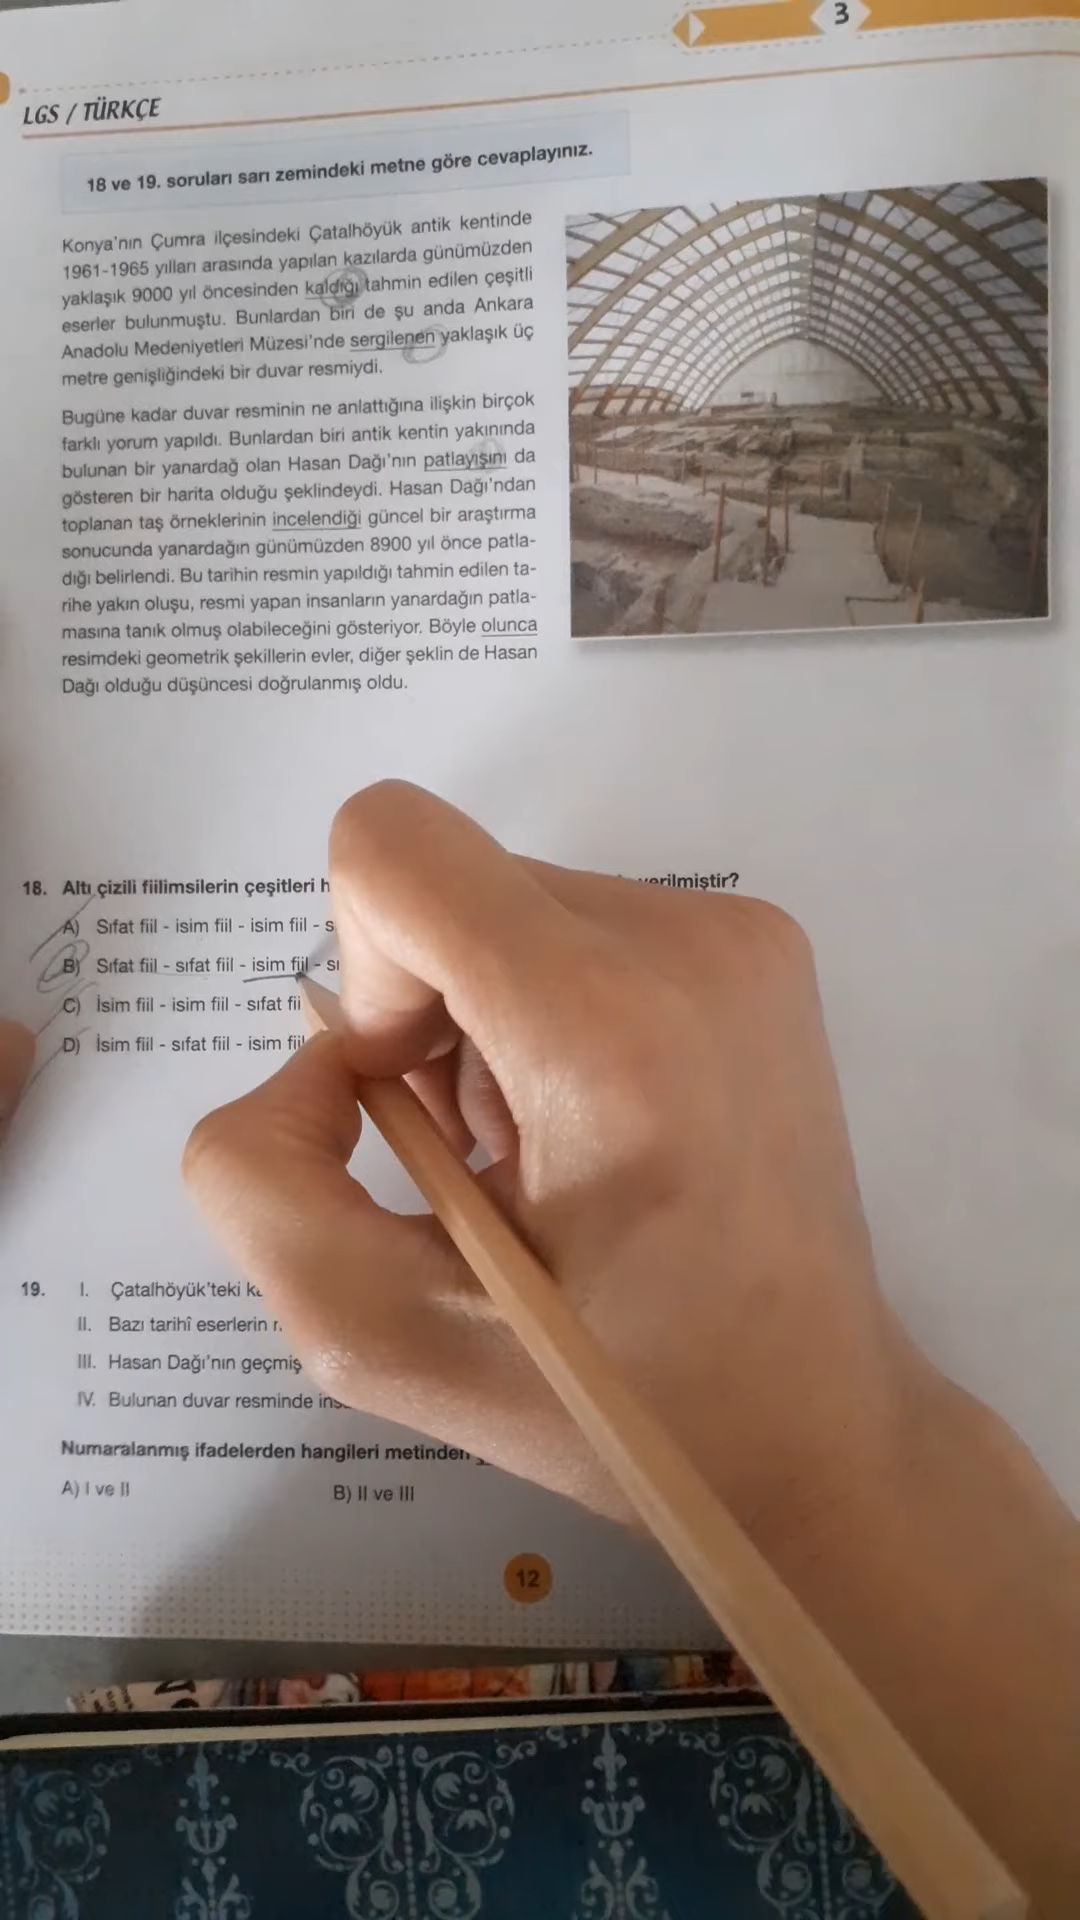 3
LGS / TÜRKÇE
18 ve 19. soruları sarı zemindeki metne göre cevaplayınız.
Konya'nın Çumra ilçesindeki Çatalhöyük antik kentinde
1961-1965 yılları arasında yapılan kazılarda günümüzden
yaklaşık 9000 yıl öncesinden kaldığı tahmin edilen çeşitli
eserler bulunmuştu. Bunlardan biri de şu anda Ankara
Anadolu Medeniyetleri Müzesi'nde sergilenen yaklaşık üç
metre genişliğindeki bir duvar resmiydi.
Bugüne kadar duvar resminin ne anlattığına ilişkin birçok
farklı yorum yapıldı. Bunlardan biri antik kentin yakınında
bulunan bir yanardağ olan Hasan Dağı'nın patlayışını da
gösteren bir harita olduğu şeklindeydi. Hasan Dağı'ndan
toplanan taş örneklerinin incelendiği güncel bir araştırma
sonucunda yanardağın günümüzden 8900 yıl önce patla-
dığı belirlendi. Bu tarihin resmin yapıldığı tahmin edilen ta-
rihe yakın oluşu, resmi yapan insanların yanardağın patla-
masına tanık olmuş olabileceğini gösteriyor. Böyle olunca
resimdeki geometrik şekillerin evler, diğer şeklin de Hasan
Dağı olduğu düşüncesi doğrulanmış oldu.
18. Altı çizili fiilimsilerin çeşitleri verilmiştir?
A) Sıfat fiil - isim fiil - isim fiil -
B) Sıfat fiil - sıfat fiil - isim fiil -
C) İsim fiil - isim fiil - sıfat
D) İsim fiil - sıfat fiil - isim fiil
19. I. Çatalhöyük'teki
II. Bazı tarihî eserlerin
III. Hasan Dağı'nın geçmiş
IV. Bulunan duvar resminde
Numaralanmış ifadelerden hangileri metinden
A) I ve II B) II ve III
12